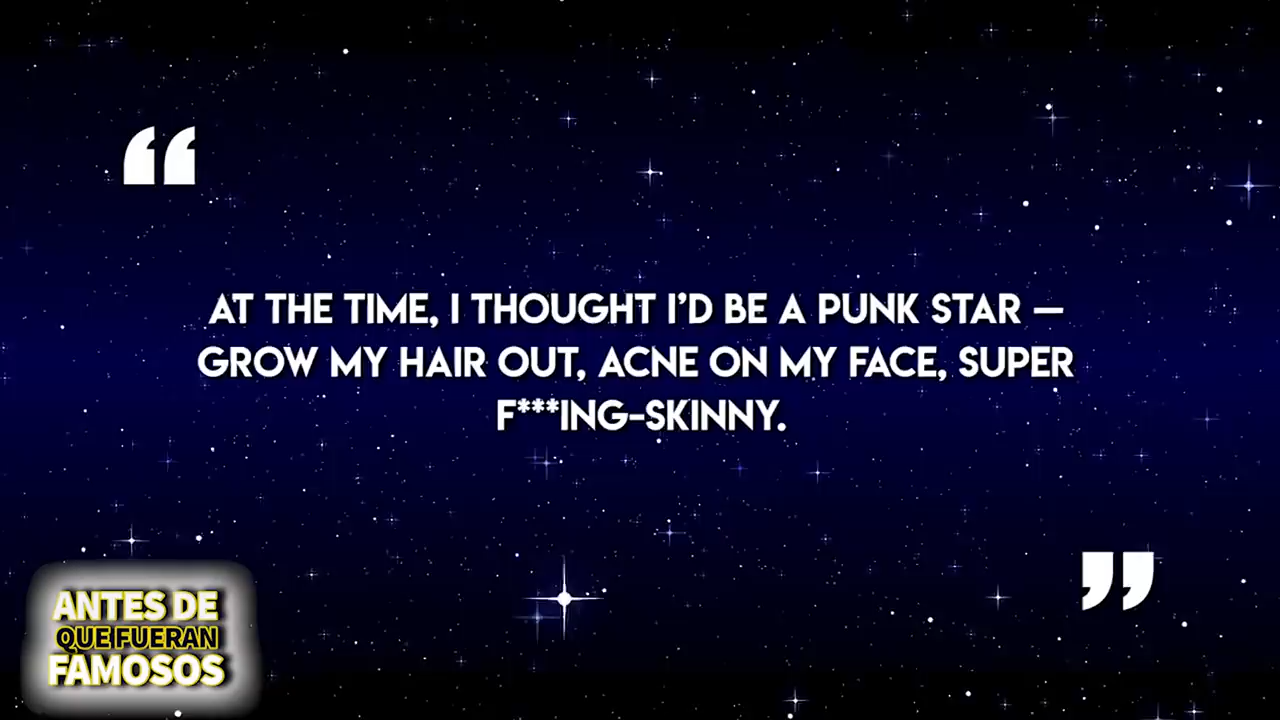 “
AT THE TIME, I THOUGHT I’D BE A PUNK STAR —
GROW MY HAIR OUT, ACNE ON MY FACE, SUPER
F***ING-SKINNY.
”
ANTES DE
QUE FUERAN
FAMOSOS